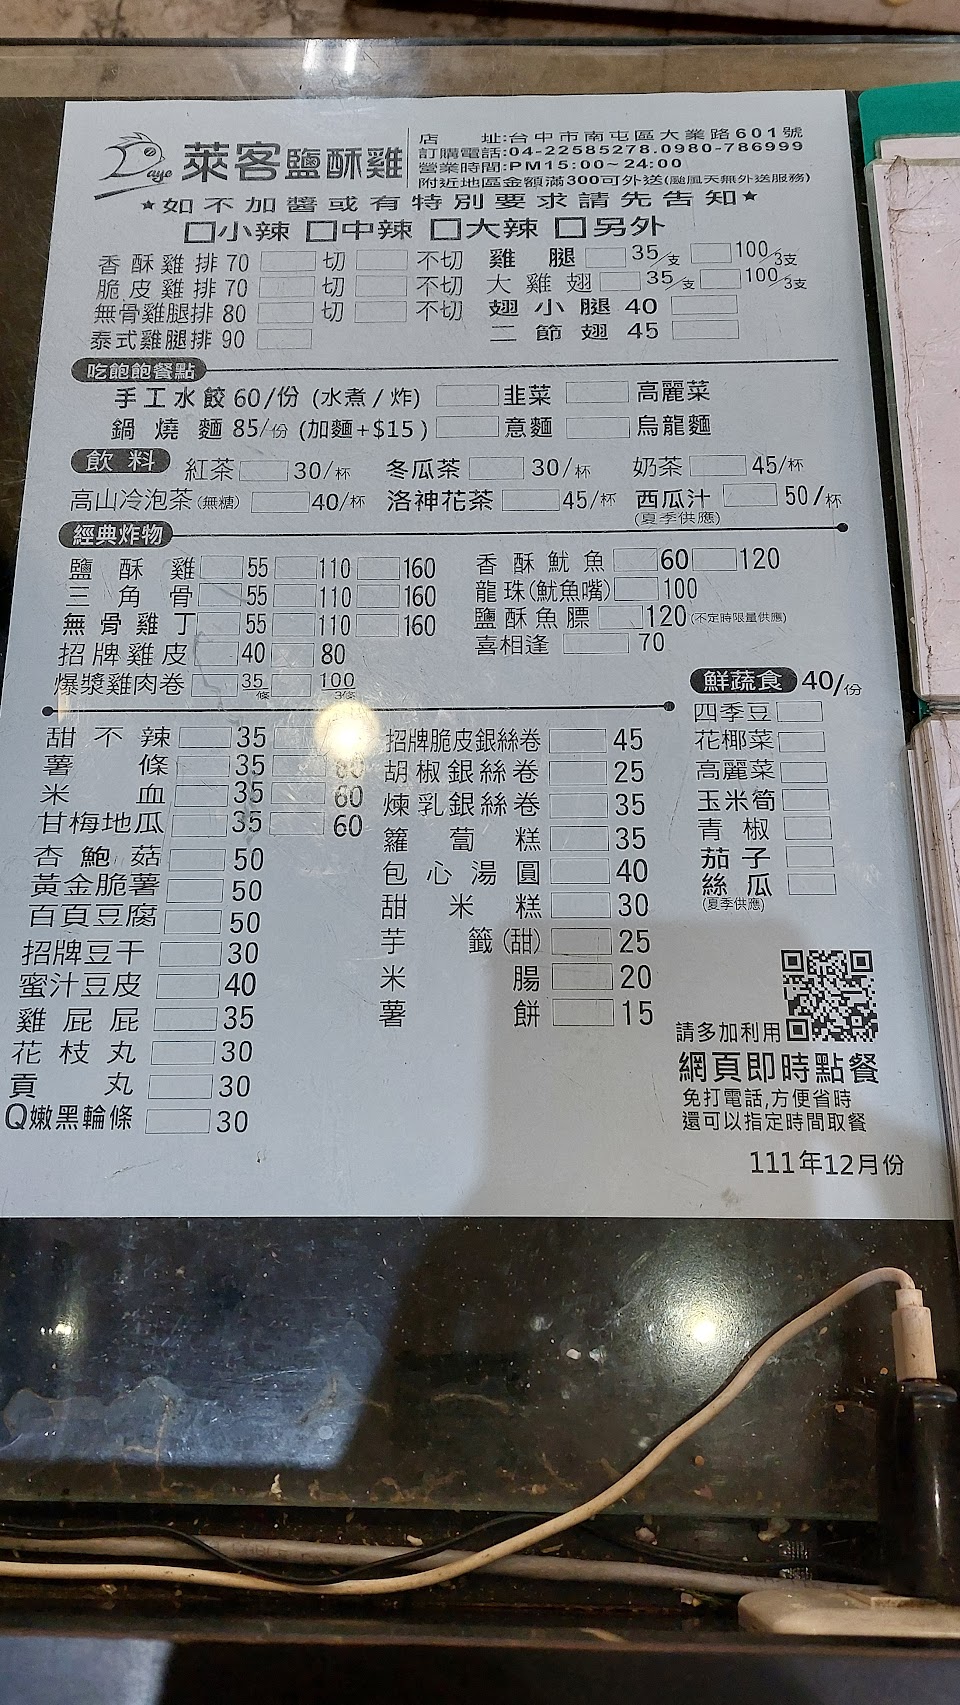 Daye 萊客鹽酥雞
店 址:台中市南屯區大業路601號
訂購電話:04-22585278.0980-786999
營業時間:PM15:00~24:00
附近地區金額滿300可外送(颱風天無外送服務)
★如不加醬或有特別要求請先告知★
□小辣 □中辣 □大辣 □另外
香酥雞排 70 切 不切 雞腿 35/支 100/3支
脆皮雞排 70 切 不切 大雞翅 35/支 100/3支
無骨雞腿排 80 切 不切 翅小腿 40
泰式雞腿排 90 二節翅 45
吃飽飽餐點
手工水餃 60/份 (水煮/炸) 韭菜 高麗菜
鍋燒麵 85/份 (加麵+$15) 意麵 烏龍麵
飲料 紅茶 30/杯 冬瓜茶 30/杯 奶茶 45/杯
高山冷泡茶(無糖) 40/杯 洛神花茶 45/杯 西瓜汁 50/杯
(夏季供應)
經典炸物
鹽酥雞 55 110 160
三角骨 55 110 160
無骨雞丁 55 110 160
招牌雞皮 40 80
爆漿雞肉卷 35/條 100/3條
香酥魷魚 60 120
龍珠(魷魚嘴) 100
鹽酥魚膘 120 (不定時限量供應)
喜相逢 70
甜不辣 35
薯條 35
米血 35 60
甘梅地瓜 35 60
杏鮑菇 50
黃金脆薯 50
百頁豆腐 50
招牌豆干 30
蜜汁豆皮 40
雞屁屁 35
花枝丸 30
貢丸 30
Q嫩黑輪條 30
招牌脆皮銀絲卷 45
胡椒銀絲卷 25
煉乳銀絲卷 35
蘿蔔糕 35
包心湯圓 40
甜米糕 30
芋籤(甜) 25
米腸 20
薯餅 15
鮮蔬食 40/份
四季豆
花椰菜
高麗菜
玉米筍
青椒
茄子
絲瓜
(夏季供應)
請多加利用
網頁即時點餐
免打電話,方便省時
還可以指定時間取餐
111年12月份